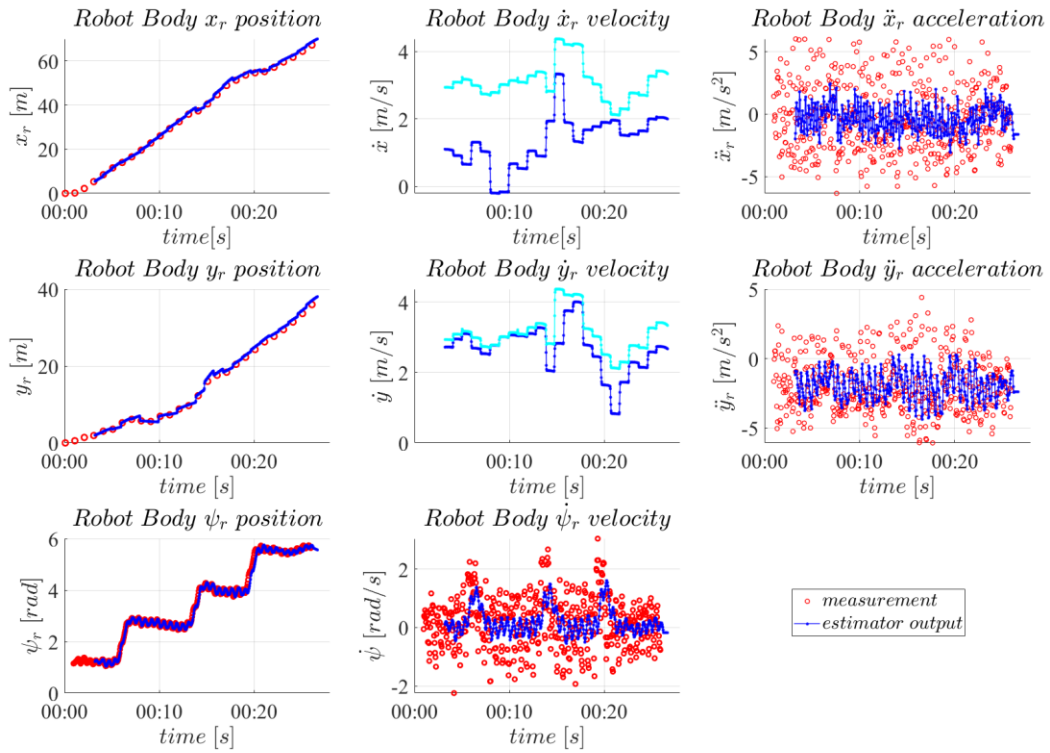 Robot Body x_r position
Robot Body ẋ_r velocity
Robot Body ẍ_r acceleration
x_r [m]
60
40
20
0
00:00
00:10
00:20
time[s]
ẋ [m/s]
4
2
0
00:10
00:20
time [s]
ẍ_r [m/s²]
5
0
-5
00:00
00:10
00:20
time [s]
Robot Body y_r position
Robot Body ẏ_r velocity
Robot Body ÿ_r acceleration
y_r [m]
40
20
0
00:00
00:10
00:20
time [s]
ẏ [m/s]
4
2
0
00:00
00:10
00:20
time [s]
ÿ_r [m/s²]
0
-5
00:00
00:10
00:20
time [s]
Robot Body ψ_r position
Robot Body ψ̇_r velocity
ψ_r [rad]
6
4
2
0
00:00
00:10
00:20
time [s]
ψ̇ [rad/s]
2
0
-2
00:00
00:10
00:20
time [s]
measurement
estimator output